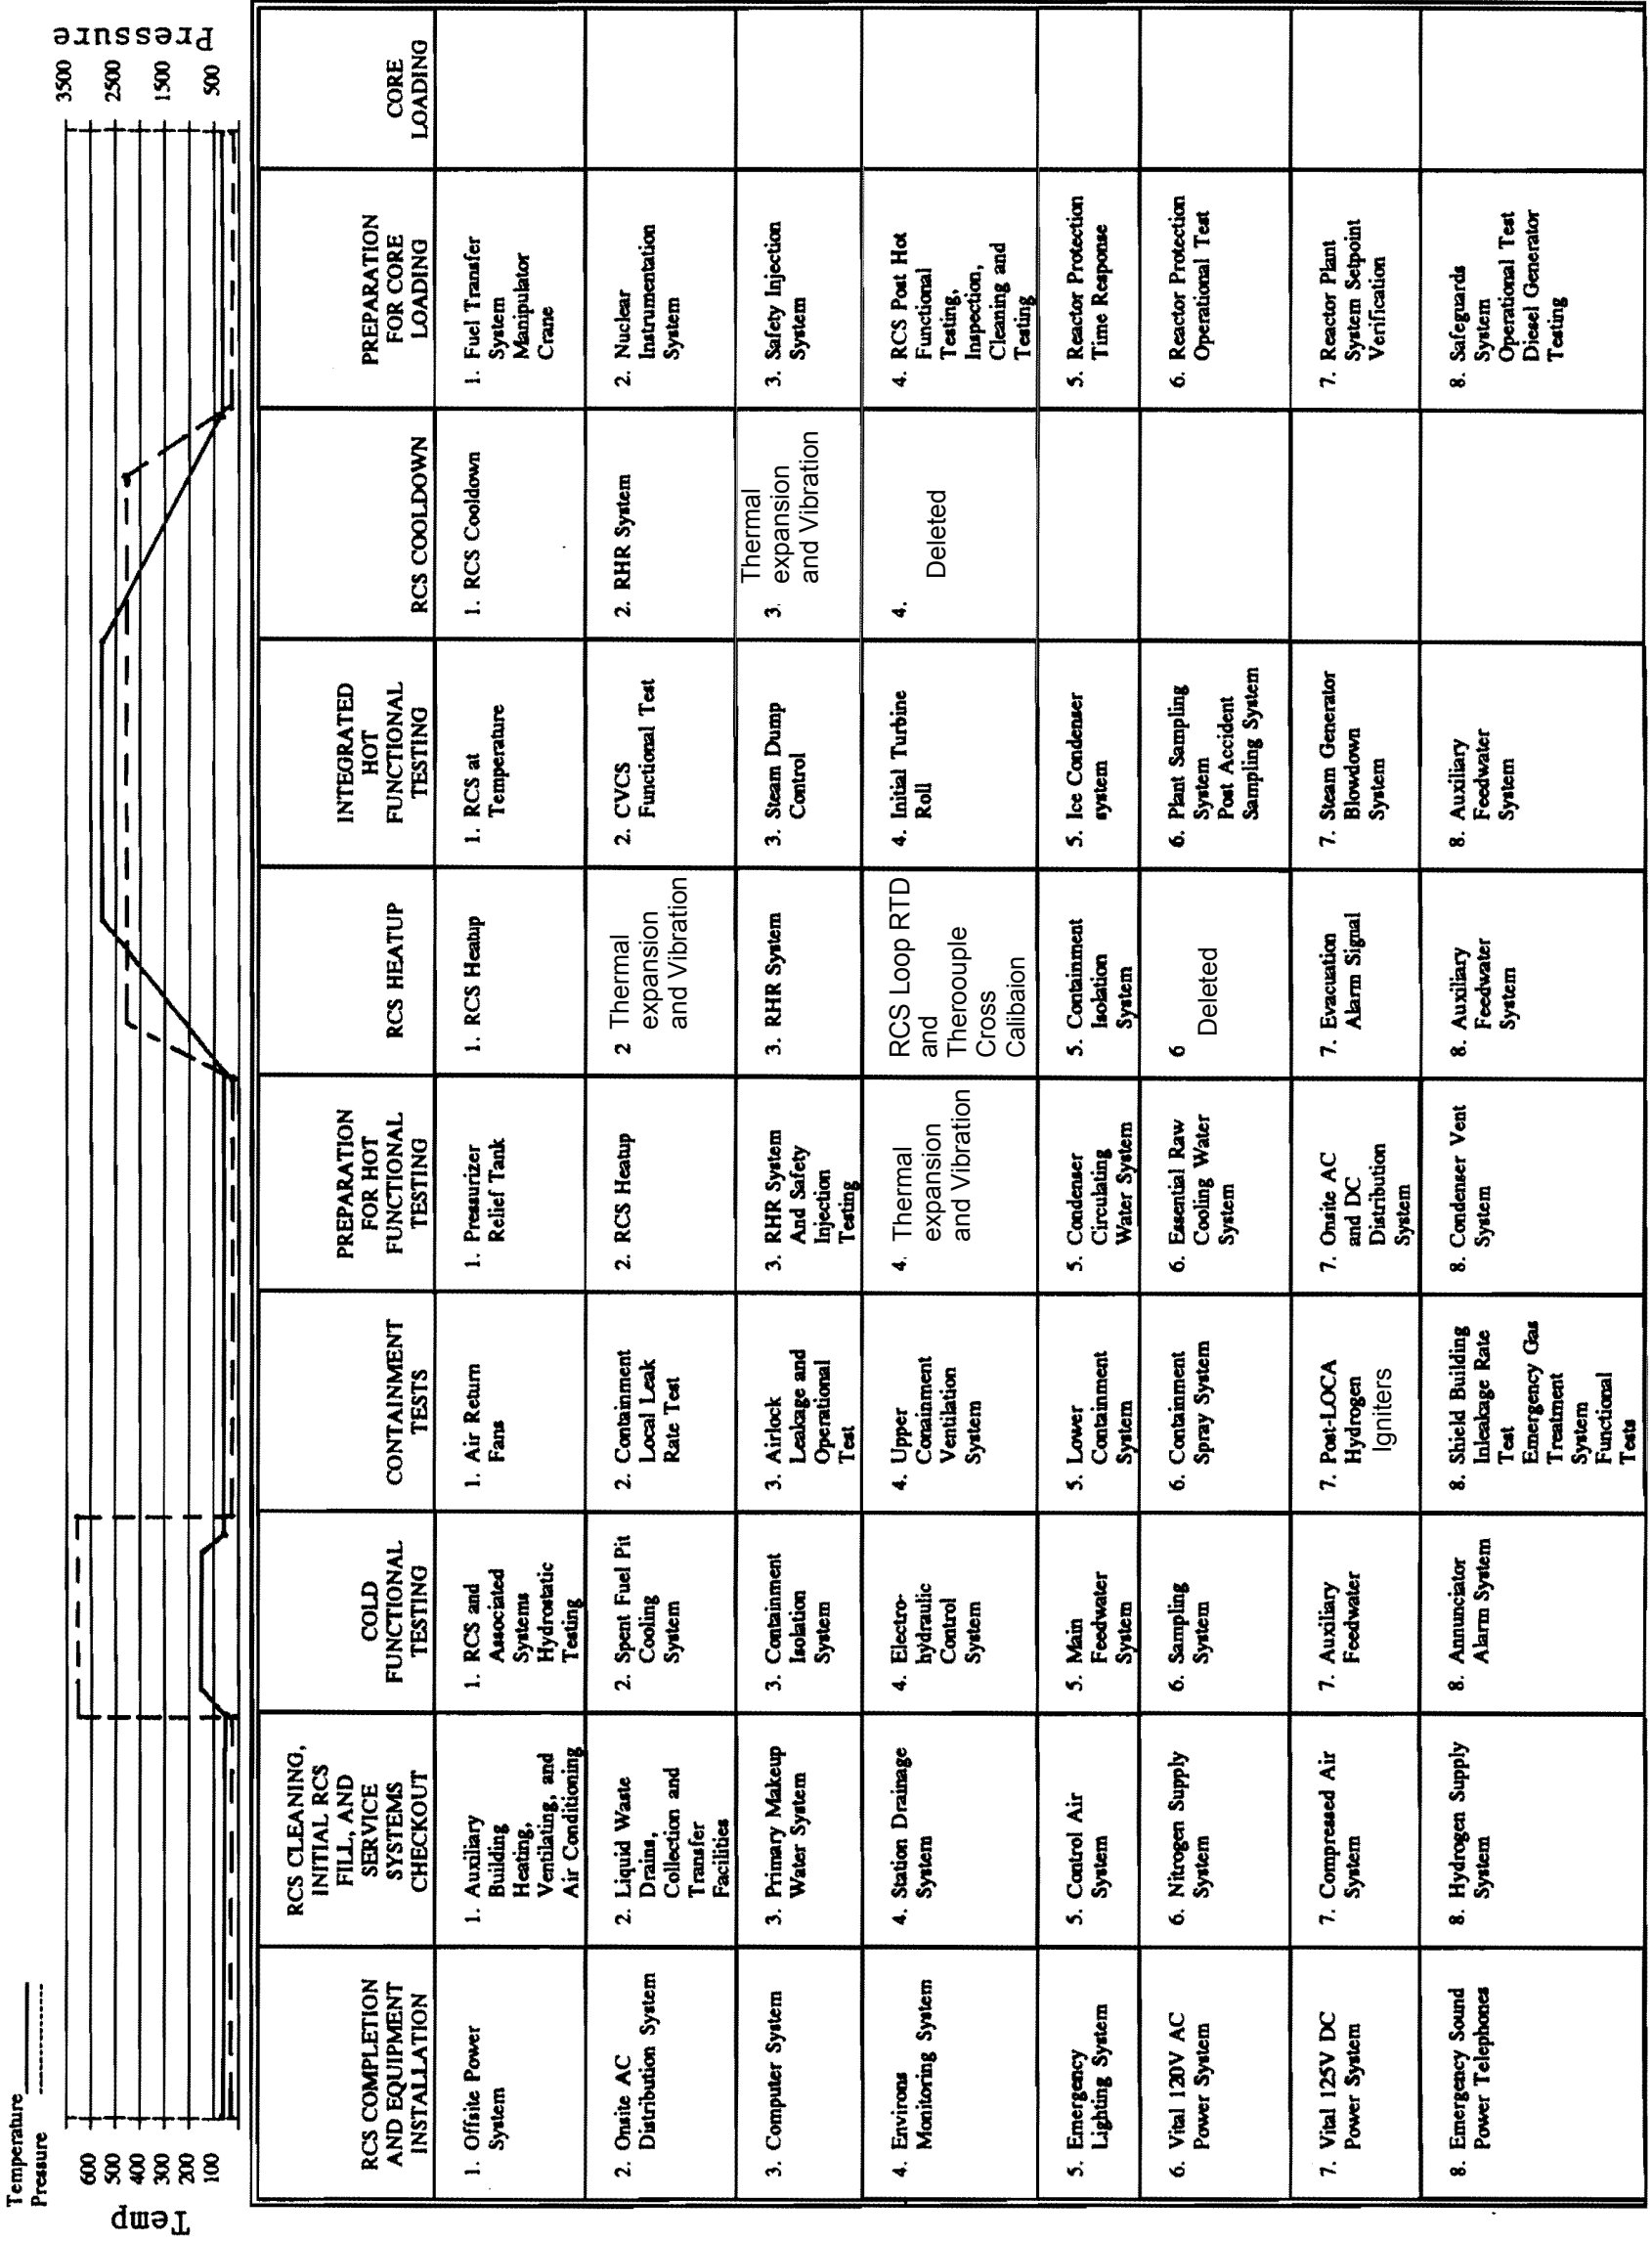 Temperature
Pressure
Temp
600
500
400
300
200
100
Pressure
3500
2500
1500
500
RCS COMPLETION
AND EQUIPMENT
INSTALLATION
1. Offsite Power
System
2. Onsite AC
Distribution System
3. Computer System
4. Environs
Monitoring System
5. Emergency
Lighting System
6. Vital 120V AC
Power System
7. Vital 125V DC
Power System
8. Emergency Sound
Power Telephones
RCS CLEANING,
INITIAL RCS
FILL, AND
SERVICE
SYSTEMS
CHECKOUT
1. Auxiliary
Building
Heating,
Ventilating, and
Air Conditioning
2. Liquid Waste
Drains,
Collection and
Transfer
Facilities
3. Primary Makeup
Water System
4. Station Drainage
System
5. Control Air
System
6. Nitrogen Supply
System
7. Compressed Air
System
8. Hydrogen Supply
System
COLD
FUNCTIONAL
TESTING
1. RCS and
Associated
Systems
Hydrostatic
Testing
2. Spent Fuel Pit
Cooling
System
3. Containment
Isolation
System
4. Electro-
hydraulic
Control
System
5. Main
Feedwater
System
6. Sampling
System
7. Auxiliary
Feedwater
8. Annunciator
Alarm System
CONTAINMENT
TESTS
1. Air Return
Fans
2. Containment
Local Leak
Rate Test
3. Airlock
Leakage and
Operational
Test
4. Upper
Containment
Ventilation
System
5. Lower
Containment
System
6. Containment
Spray System
7. Post-LOCA
Hydrogen
Igniters
8. Shield Building
Inleakage Rate
Test
Emergency Gas
Treatment
System
Functional
Tests
PREPARATION
FOR HOT
FUNCTIONAL
TESTING
1. Pressurizer
Relief Tank
2. RCS Heatup
3. RHR System
And Safety
Injection
Testing
4. Thermal
expansion
and Vibration
5. Condenser
Circulating
Water System
6. Essential Raw
Cooling Water
System
7. Onsite AC
and DC
Distribution
System
8. Condenser Vent
System
RCS HEATUP
1. RCS Heatup
2 Thermal
expansion
and Vibration
3. RHR System
RCS Loop RTD
and
Theroouple
Cross
Calibaion
5. Containment
Isolation
System
6
Deleted
7. Evacuation
Alarm Signal
8. Auxiliary
Feedwater
System
INTEGRATED
HOT
FUNCTIONAL
TESTING
1. RCS at
Temperature
2. CVCS
Functional Test
3. Steam Dump
Control
4. Initial Turbine
Roll
5. Ice Condenser
system
6. Plant Sampling
System
Post Accident
Sampling System
7. Steam Generator
Blowdown
System
8. Auxiliary
Feedwater
System
RCS COOLDOWN
1. RCS Cooldown
2. RHR System
3. Thermal
expansion
and Vibration
4.
Deleted
PREPARATION
FOR CORE
LOADING
1. Fuel Transfer
System
Manipulator
Crane
2. Nuclear
Instrumentation
System
3. Safety Injection
System
4. RCS Post Hot
Functional
Testing,
Inspection,
Cleaning and
Testing
5. Reactor Protection
Time Response
6. Reactor Protection
Operational Test
7. Reactor Plant
System Setpoint
Verification
8. Safeguards
System
Operational Test
Diesel Generator
Testing
CORE
LOADING